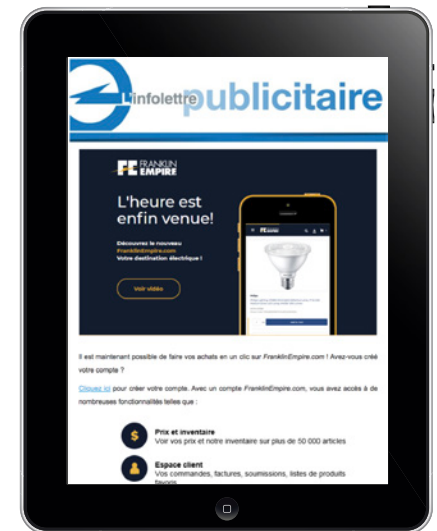 L'infolettre publicitaire
FRANKLIN
EMPIRE
L'heure est
enfin venue!
Découvrez le nouveau
FranklinEmpire.com
Votre destination électrique !
Voir vidéo
Il est maintenant possible de faire vos achats en un clic sur FranklinEmpire.com ! Avez-vous créé
votre compte ?
Cliquez ici pour créer votre compte. Avec un compte FranklinEmpire.com, vous avez accès à de
nombreuses fonctionnalités telles que :
$
Prix et inventaire
Voir vos prix et notre inventaire sur plus de 50 000 articles
Espace client
Vos commandes, factures, soumissions, listes de produits
favoris